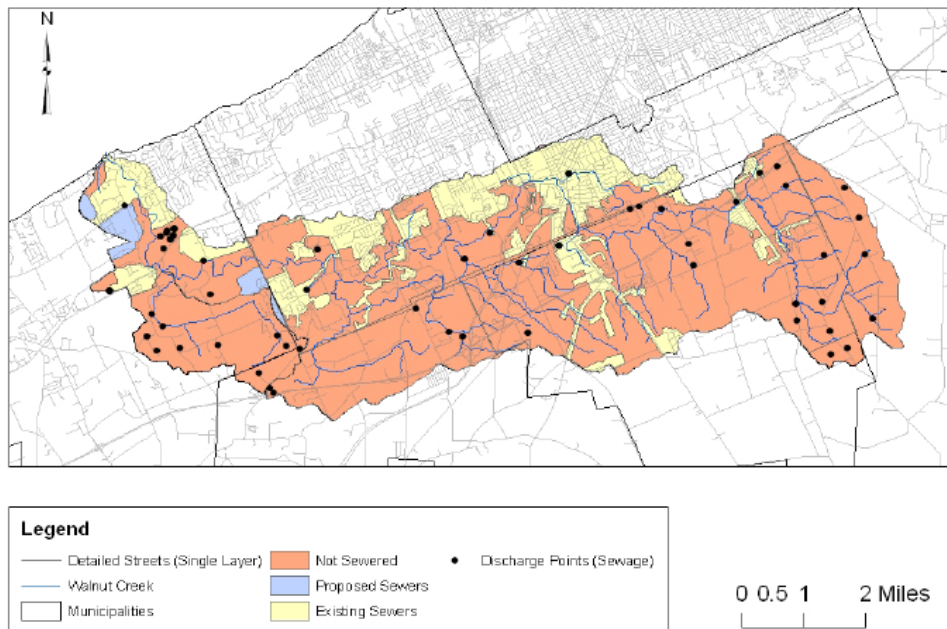 N
Legend
Detailed Streets (Single Layer)
Not Sewered
Discharge Points (Sewage)
Walnut Creek
Proposed Sewers
Municipalities
Existing Sewers
0 0.5 1 2 Miles